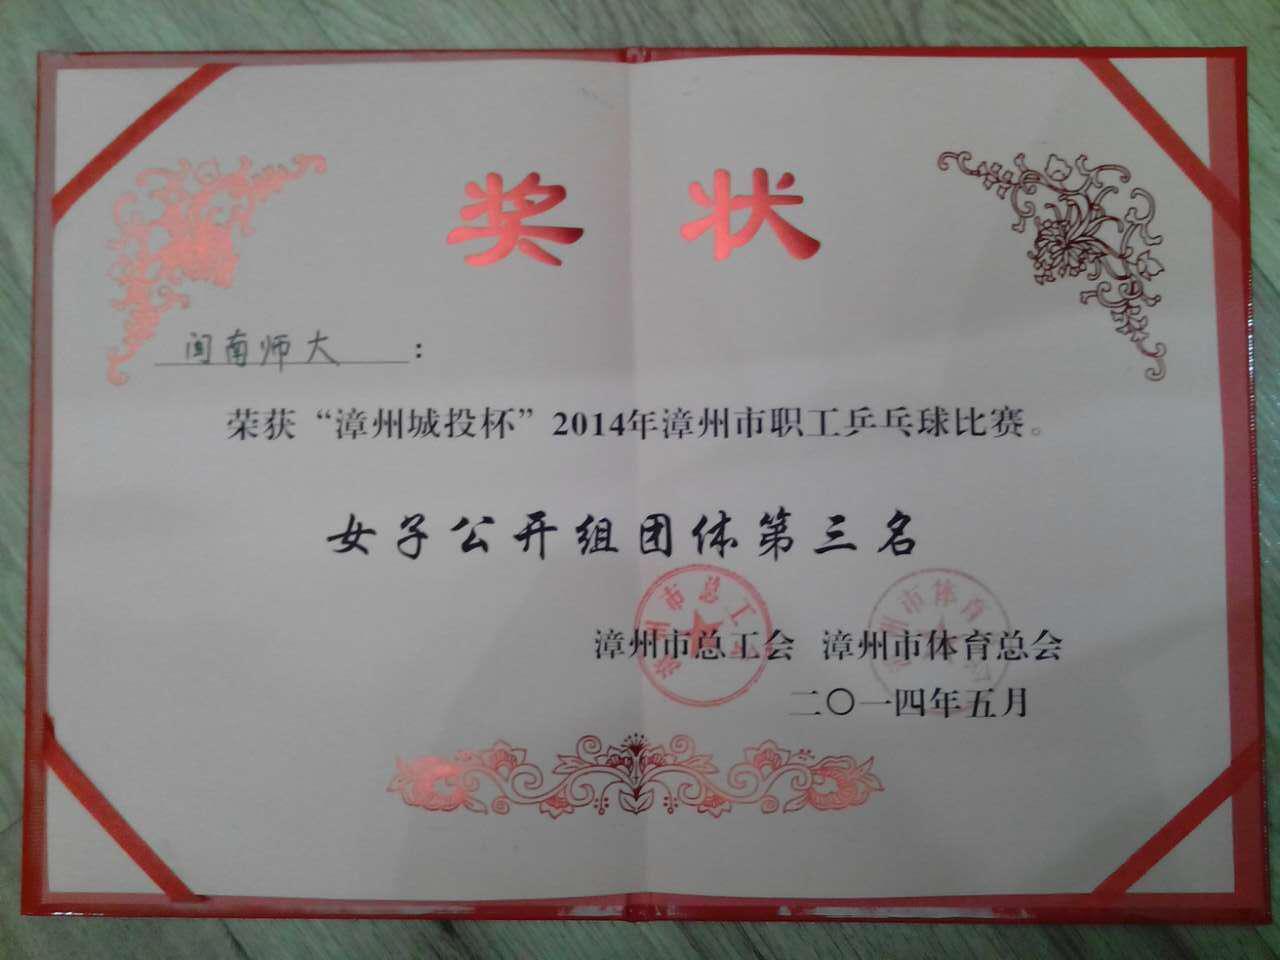 奖状
闽南师大：
荣获“漳州城投杯”2014年漳州市职工乒乓球比赛。
女子公开组团体第三名
漳州市总工会 漳州市体育总会
二〇一四年五月